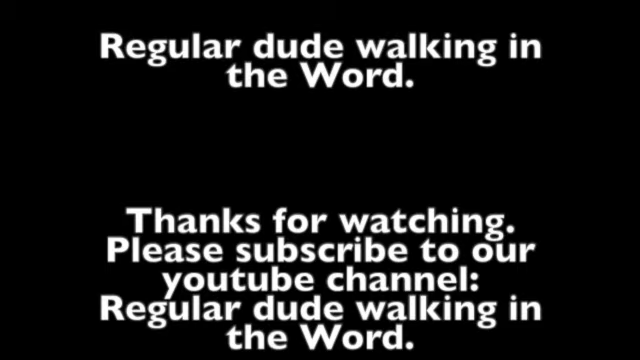 Regular dude walking in
the Word.
Thanks for watching.
Please subscribe to our
youtube channel:
Regular dude walking in
the Word.